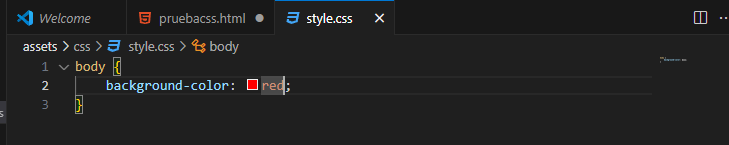 Welcome pruebacss.html style.css
assets > css > style.css > body
1 body {
2 background-color: red;
3 }
s